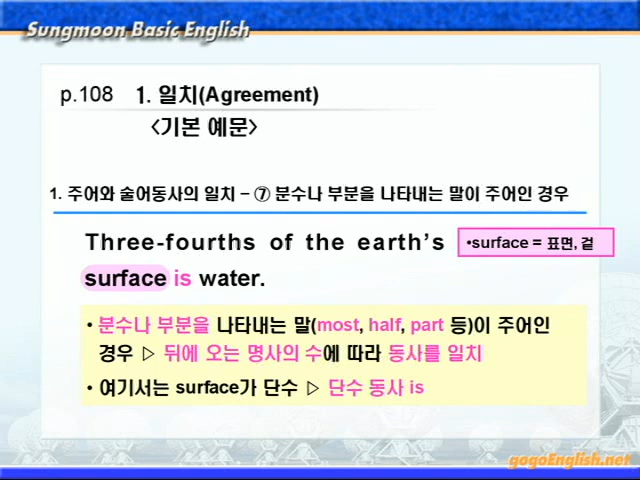 Sungmoon Basic English
p.108 1. 일치(Agreement)
<기본 예문>
1. 주어와 술어동사의 일치 - ⑦ 분수나 부분을 나타내는 말이 주어인 경우
Three-fourths of the earth's
•surface = 표면, 겉
surface is water.
• 분수나 부분을 나타내는 말(most, half, part 등)이 주어인
경우 ▷ 뒤에 오는 명사의 수에 따라 동사를 일치
• 여기서는 surface가 단수 ▷ 단수 동사 is
gogoEnglish.net